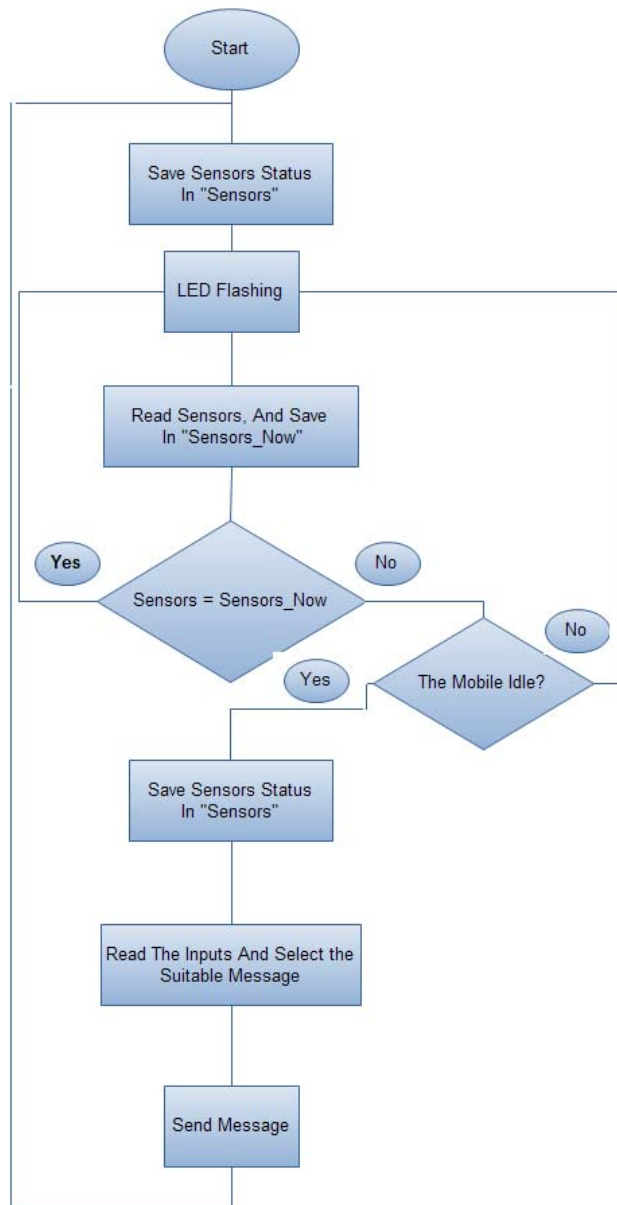 Start
Save Sensors Status
In "Sensors"
LED Flashing
Read Sensors, And Save
In "Sensors_Now"
Yes
No
Sensors = Sensors_Now
No
Yes
The Mobile Idle?
Save Sensors Status
In "Sensors"
Read The Inputs And Select the
Suitable Message
Send Message